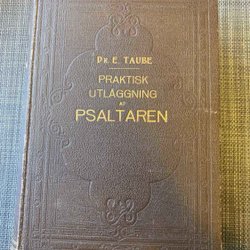 Dr. E. TAUBE
PRAKTISK
UTLÄGGNING
AF
PSALTAREN